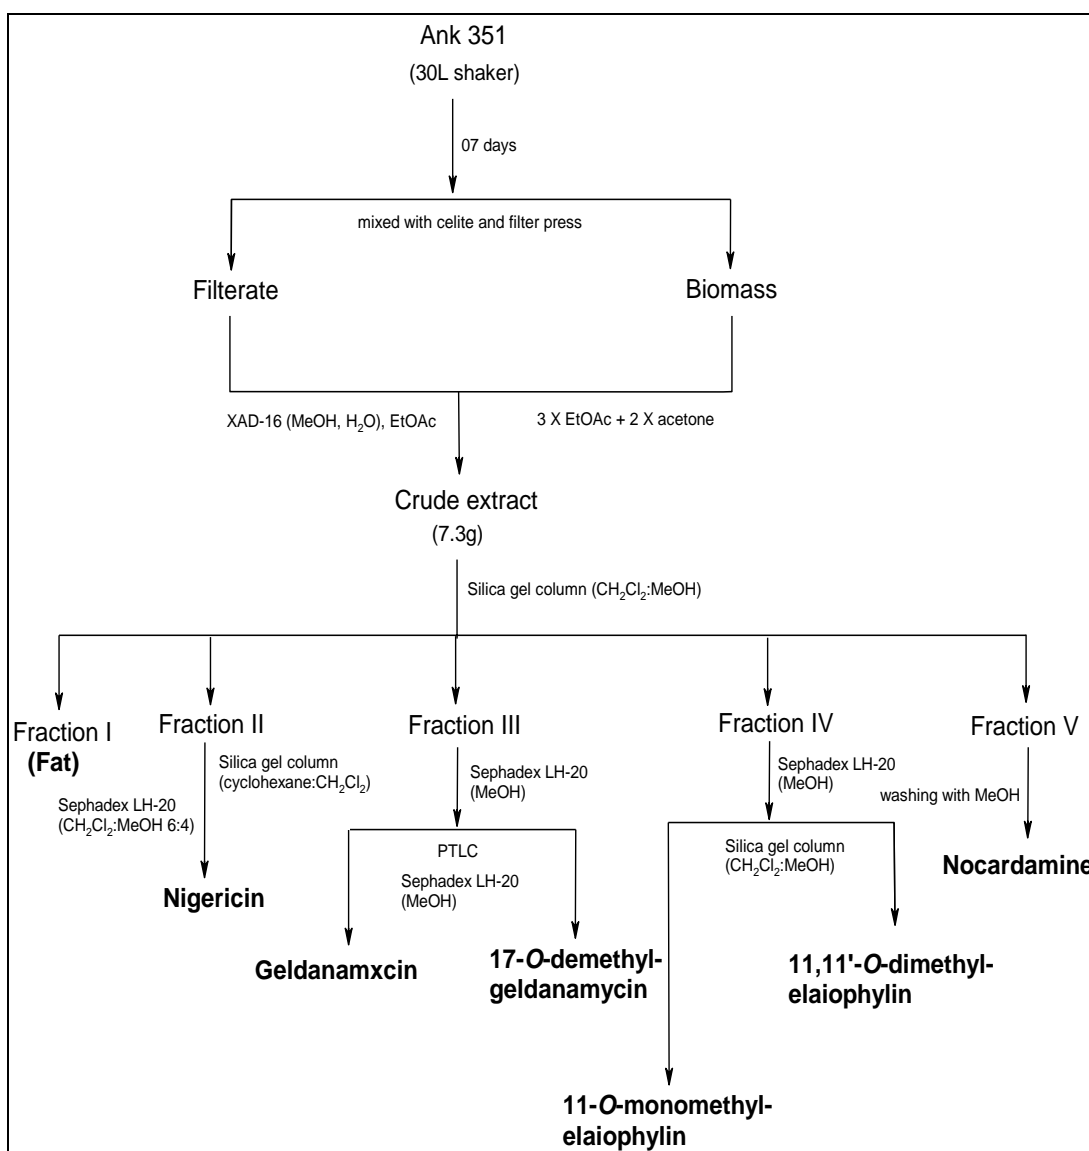 Ank 351
(30L shaker)
07 days
mixed with celite and filter press
Filterate
Biomass
XAD-16 (MeOH, H₂O), EtOAc
3 X EtOAc + 2 X acetone
Crude extract
(7.3g)
Silica gel column (CH₂Cl₂:MeOH)
Fraction I
(Fat)
Fraction II
Silica gel column
(cyclohexane:CH₂Cl₂)
Sephadex LH-20
(CH₂Cl₂:MeOH 6:4)
Nigericin
Fraction III
Sephadex LH-20
(MeOH)
PTLC
Sephadex LH-20
(MeOH)
Geldanamxcin
17-O-demethyl-
geldanamycin
Fraction IV
Sephadex LH-20
(MeOH)
Silica gel column
(CH₂Cl₂:MeOH)
11,11'-O-dimethyl-
elaiophylin
11-O-monomethyl-
elaiophylin
Fraction V
washing with MeOH
Nocardamine